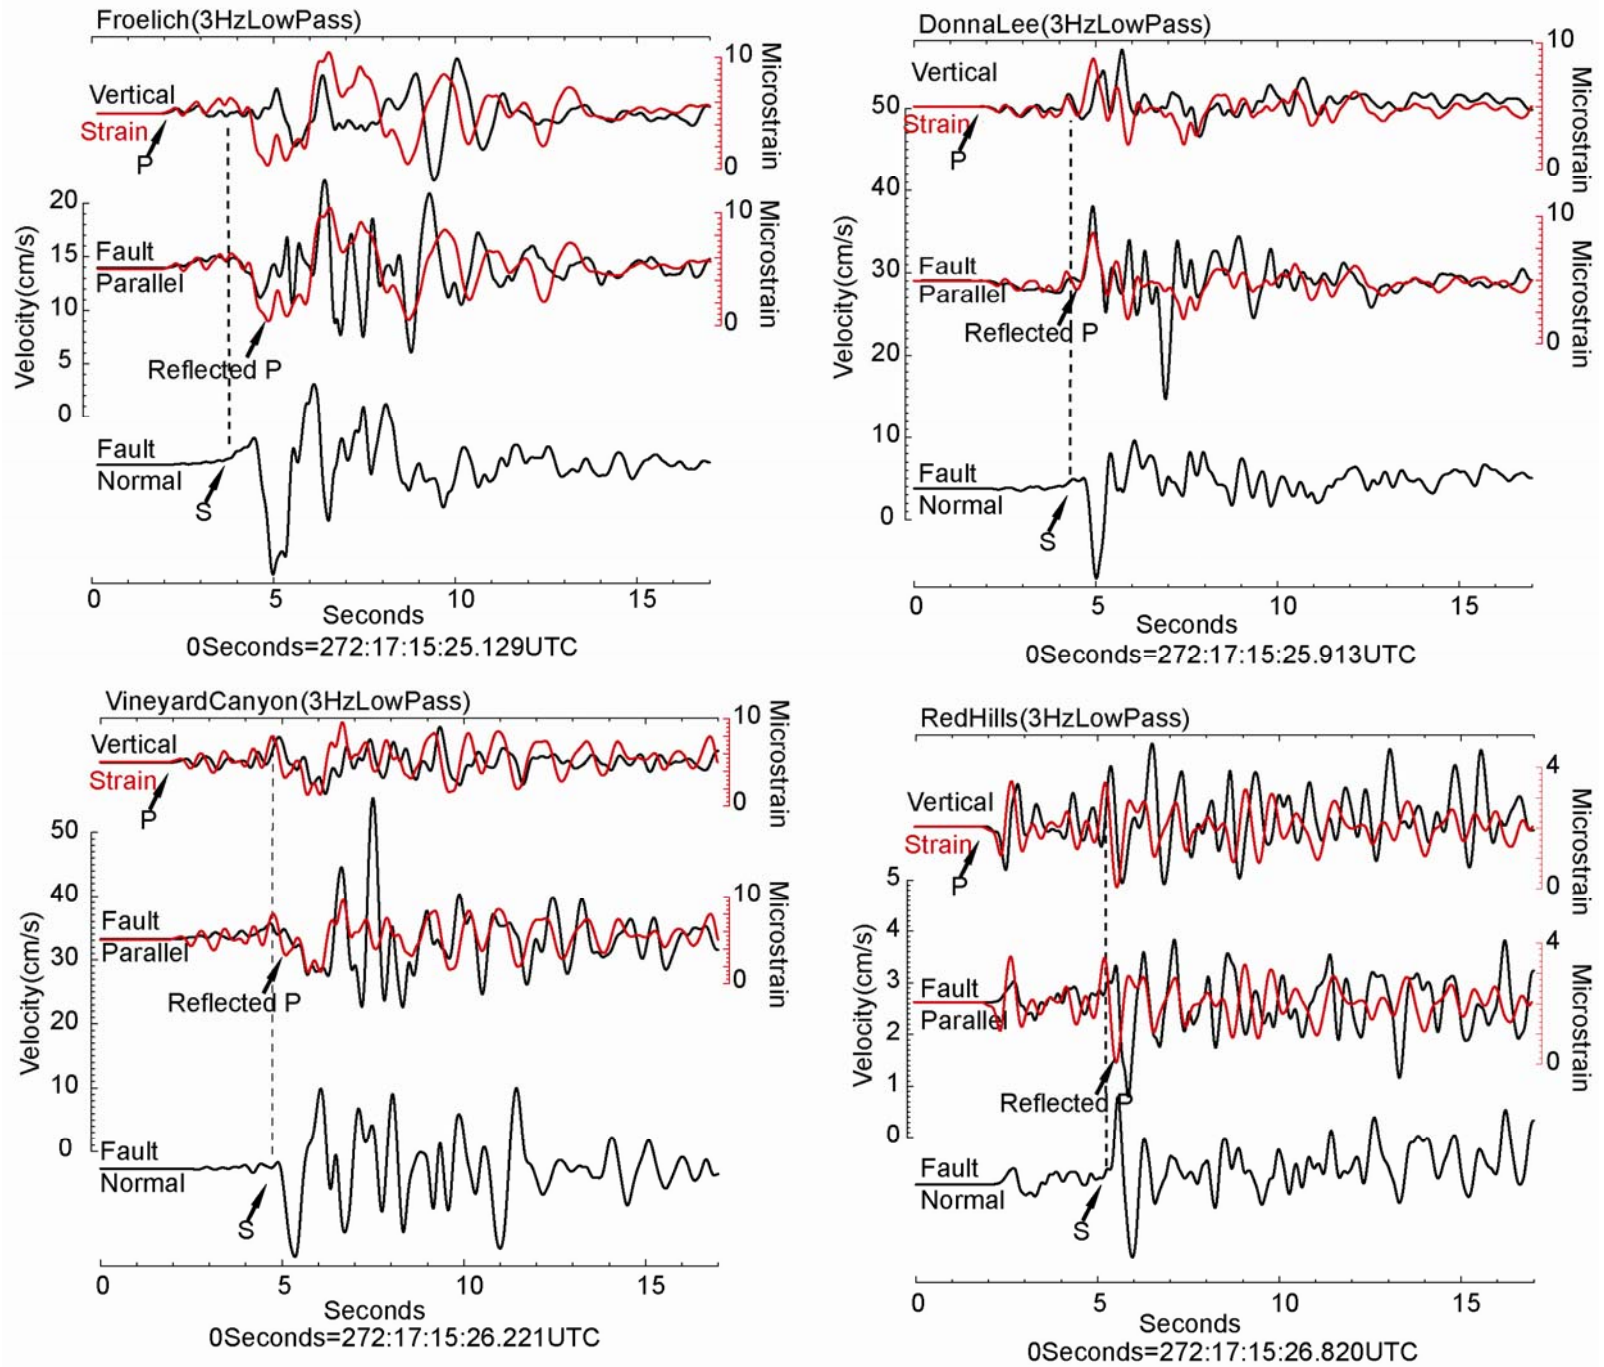 Froelich(3HzLowPass)
Vertical
Strain
P
10
0
Microstrain
20
15
10
5
0
Velocity(cm/s)
Fault
Parallel
10
0
Microstrain
Reflected P
Fault
Normal
S
0
5
10
15
Seconds
0Seconds=272:17:15:25.129UTC
DonnaLee(3HzLowPass)
Vertical
Strain
P
10
0
Microstrain
50
40
30
20
10
0
Velocity(cm/s)
Fault
Parallel
10
0
Microstrain
Reflected P
Fault
Normal
S
0
5
10
15
Seconds
0Seconds=272:17:15:25.913UTC
VineyardCanyon(3HzLowPass)
Vertical
Strain
P
10
0
Microstrain
50
40
30
20
10
0
Velocity(cm/s)
Fault
Parallel
10
0
Microstrain
Reflected P
Fault
Normal
S
0
5
10
15
Seconds
0Seconds=272:17:15:26.221UTC
RedHills(3HzLowPass)
Vertical
Strain
P
4
0
Microstrain
5
4
3
2
1
0
Velocity(cm/s)
Fault
Parallel
4
0
Microstrain
Reflected P
Fault
Normal
S
0
5
10
15
Seconds
0Seconds=272:17:15:26.820UTC